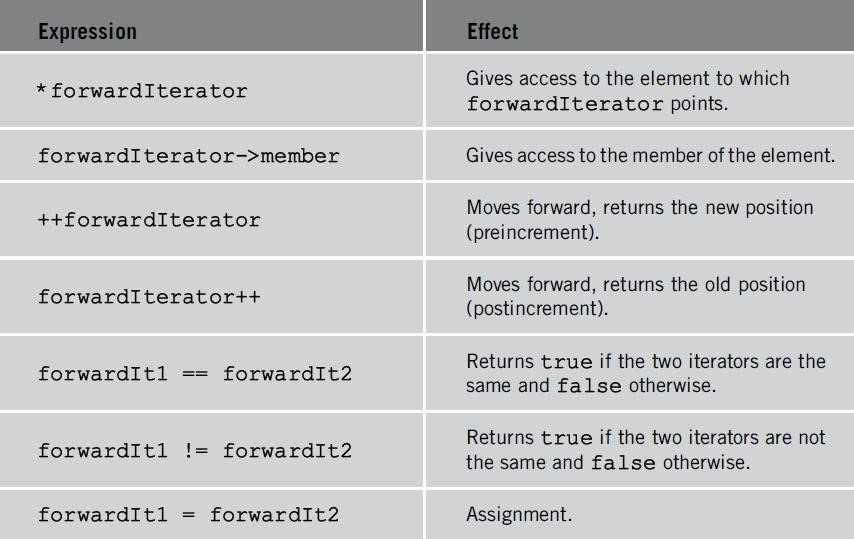 Expression
Effect
*forwardIterator
Gives access to the element to which
forwardIterator points.
forwardIterator->member
Gives access to the member of the element.
++forwardIterator
Moves forward, returns the new position
(preincrement).
forwardIterator++
Moves forward, returns the old position
(postincrement).
forwardIt1 == forwardIt2
Returns true if the two iterators are the
same and false otherwise.
forwardIt1 != forwardIt2
Returns true if the two iterators are not
the same and false otherwise.
forwardIt1 = forwardIt2
Assignment.